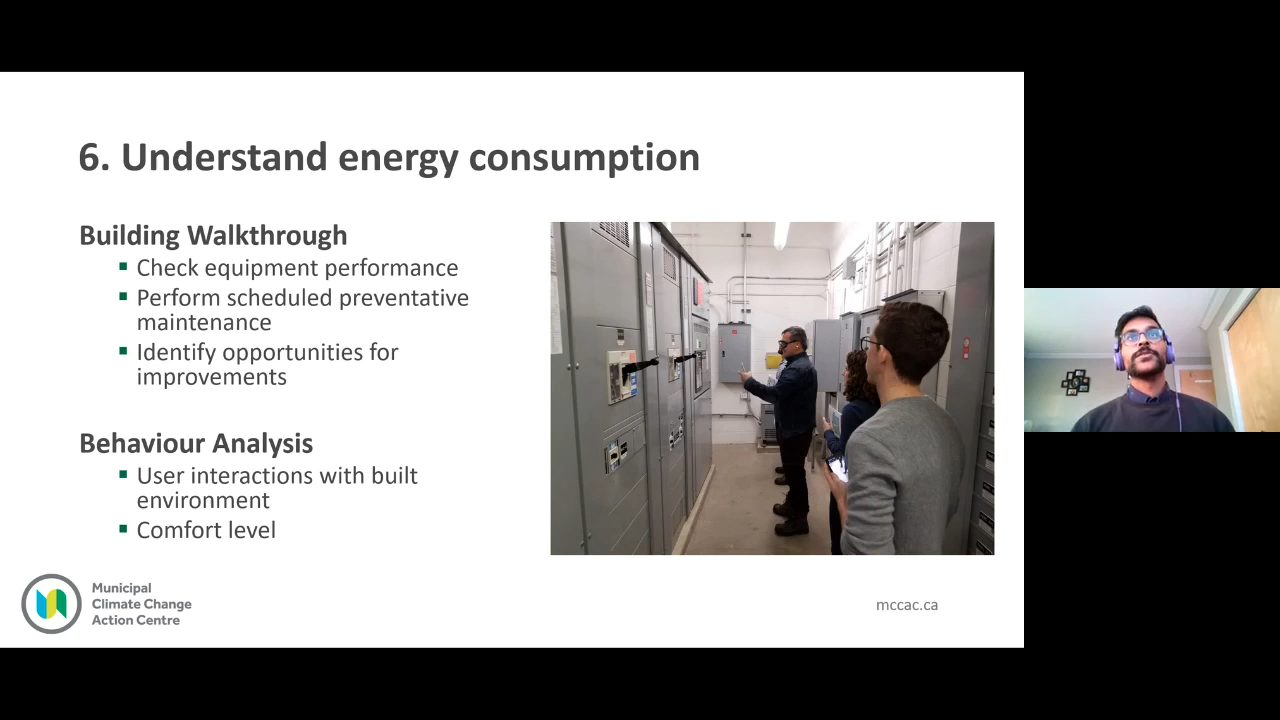 6. Understand energy consumption
Building Walkthrough
Check equipment performance
Perform scheduled preventative
maintenance
Identify opportunities for
improvements
Behaviour Analysis
User interactions with built
environment
Comfort level
Municipal
Climate Change
Action Centre
mccac.ca